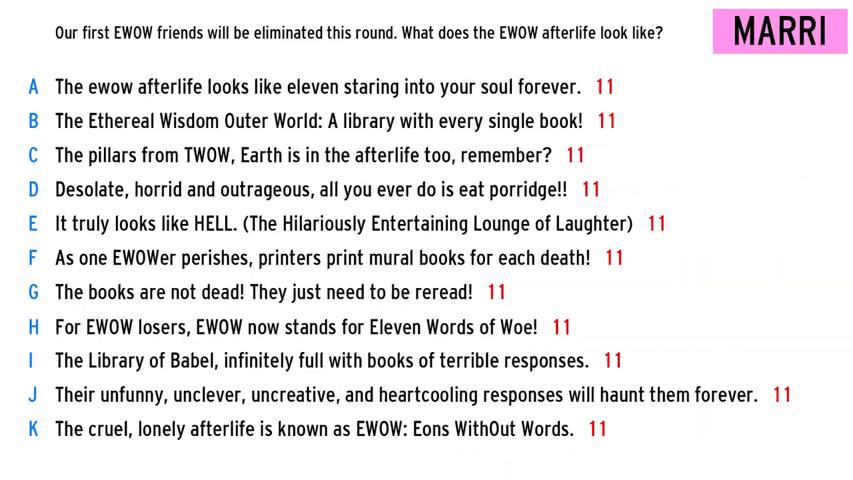 Our first EWOW friends will be eliminated this round. What does the EWOW afterlife look like?
MARRI
A The ewow afterlife looks like eleven staring into your soul forever. 11
B The Ethereal Wisdom Outer World: A library with every single book! 11
C The pillars from TWOW, Earth is in the afterlife too, remember? 11
D Desolate, horrid and outrageous, all you ever do is eat porridge!! 11
E It truly looks like HELL. (The Hilariously Entertaining Lounge of Laughter) 11
F As one EWOWer perishes, printers print mural books for each death! 11
G The books are not dead! They just need to be reread! 11
H For EWOW losers, EWOW now stands for Eleven Words of Woe! 11
I The Library of Babel, infinitely full with books of terrible responses. 11
J Their unfunny, unclever, uncreative, and heartcooling responses will haunt them forever. 11
K The cruel, lonely afterlife is known as EWOW: Eons WithOut Words. 11